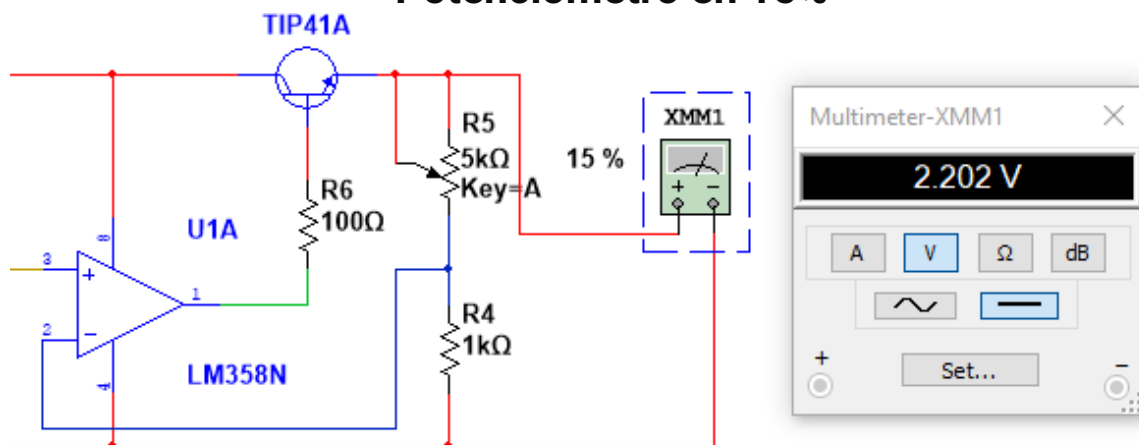 TIP41A
R5
5kΩ
Key=A
15 %
XMM1
R6
100Ω
U1A
8
3
1
2
4
R4
1kΩ
LM358N
+
−
+ −
Multimeter-XMM1
2.202 V
A V Ω dB
+ Set... −